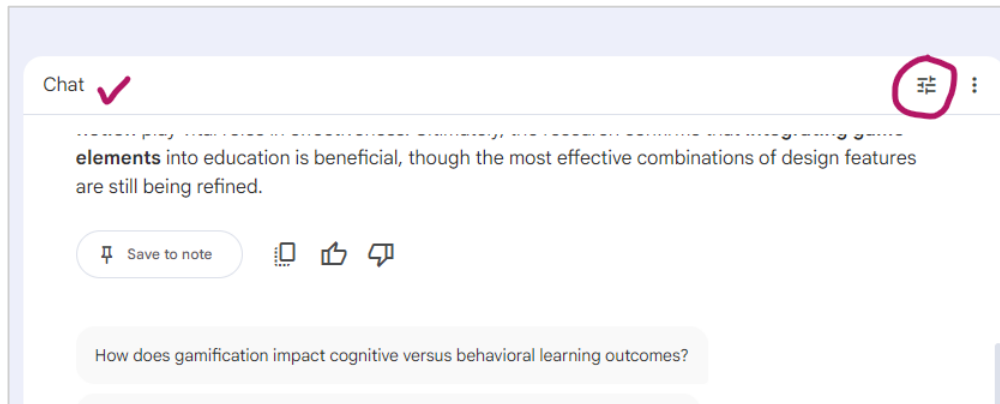 Chat
elements into education is beneficial, though the most effective combinations of design features
are still being refined.
Save to note
How does gamification impact cognitive versus behavioral learning outcomes?